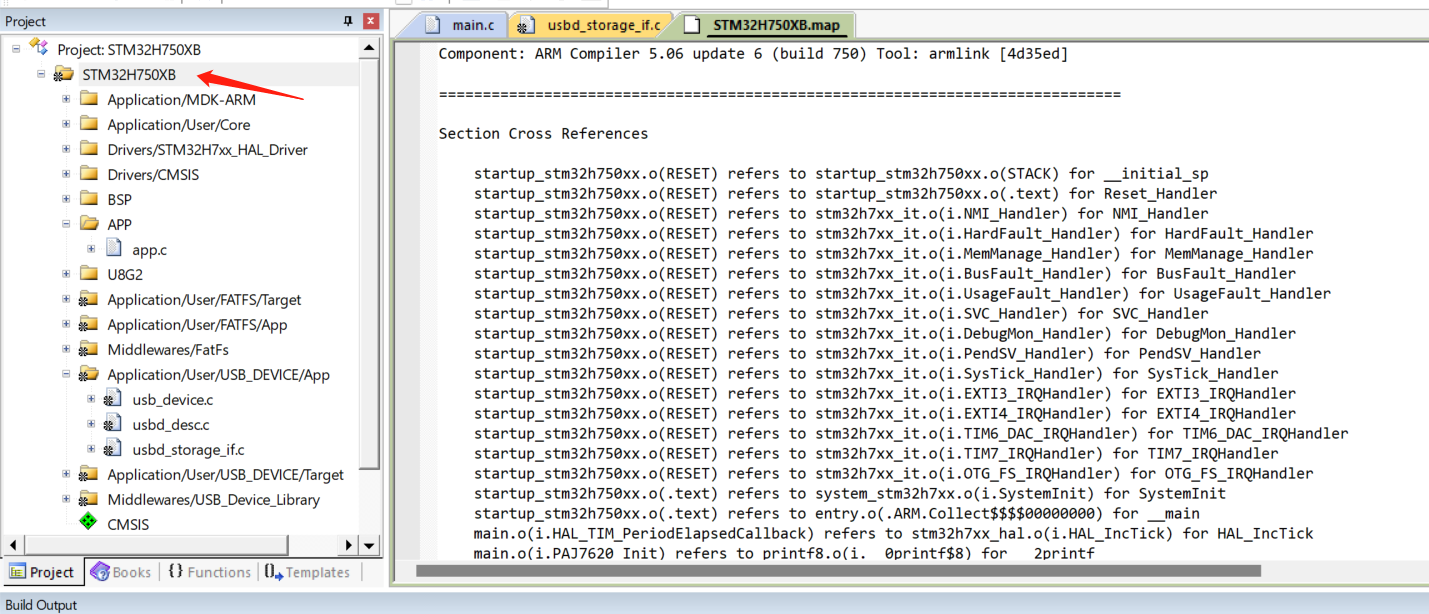 Project
main.c
usbd_storage_if.c
STM32H750XB.map
Project: STM32H750XB
STM32H750XB
Application/MDK-ARM
Application/User/Core
Drivers/STM32H7xx_HAL_Driver
Drivers/CMSIS
BSP
APP
app.c
U8G2
Application/User/FATFS/Target
Application/User/FATFS/App
Middlewares/FatFs
Application/User/USB_DEVICE/App
usb_device.c
usbd_desc.c
usbd_storage_if.c
Application/User/USB_DEVICE/Target
Middlewares/USB_Device_Library
CMSIS
Project
Books
{} Functions
Templates
Component: ARM Compiler 5.06 update 6 (build 750) Tool: armlink [4d35ed]
==============================================================================
Section Cross References
startup_stm32h750xx.o(RESET) refers to startup_stm32h750xx.o(STACK) for __initial_sp
startup_stm32h750xx.o(RESET) refers to startup_stm32h750xx.o(.text) for Reset_Handler
startup_stm32h750xx.o(RESET) refers to stm32h7xx_it.o(i.NMI_Handler) for NMI_Handler
startup_stm32h750xx.o(RESET) refers to stm32h7xx_it.o(i.HardFault_Handler) for HardFault_Handler
startup_stm32h750xx.o(RESET) refers to stm32h7xx_it.o(i.MemManage_Handler) for MemManage_Handler
startup_stm32h750xx.o(RESET) refers to stm32h7xx_it.o(i.BusFault_Handler) for BusFault_Handler
startup_stm32h750xx.o(RESET) refers to stm32h7xx_it.o(i.UsageFault_Handler) for UsageFault_Handler
startup_stm32h750xx.o(RESET) refers to stm32h7xx_it.o(i.SVC_Handler) for SVC_Handler
startup_stm32h750xx.o(RESET) refers to stm32h7xx_it.o(i.DebugMon_Handler) for DebugMon_Handler
startup_stm32h750xx.o(RESET) refers to stm32h7xx_it.o(i.PendSV_Handler) for PendSV_Handler
startup_stm32h750xx.o(RESET) refers to stm32h7xx_it.o(i.SysTick_Handler) for SysTick_Handler
startup_stm32h750xx.o(RESET) refers to stm32h7xx_it.o(i.EXTI3_IRQHandler) for EXTI3_IRQHandler
startup_stm32h750xx.o(RESET) refers to stm32h7xx_it.o(i.EXTI4_IRQHandler) for EXTI4_IRQHandler
startup_stm32h750xx.o(RESET) refers to stm32h7xx_it.o(i.TIM6_DAC_IRQHandler) for TIM6_DAC_IRQHandler
startup_stm32h750xx.o(RESET) refers to stm32h7xx_it.o(i.TIM7_IRQHandler) for TIM7_IRQHandler
startup_stm32h750xx.o(RESET) refers to stm32h7xx_it.o(i.OTG_FS_IRQHandler) for OTG_FS_IRQHandler
startup_stm32h750xx.o(.text) refers to system_stm32h7xx.o(i.SystemInit) for SystemInit
startup_stm32h750xx.o(.text) refers to entry.o(.ARM.Collect$$$$00000000) for __main
main.o(i.HAL_TIM_PeriodElapsedCallback) refers to stm32h7xx_hal.o(i.HAL_IncTick) for HAL_IncTick
main.o(i.PAJ7620_Init) refers to printf8.o(i.__0printf$8) for __2printf
Build Output